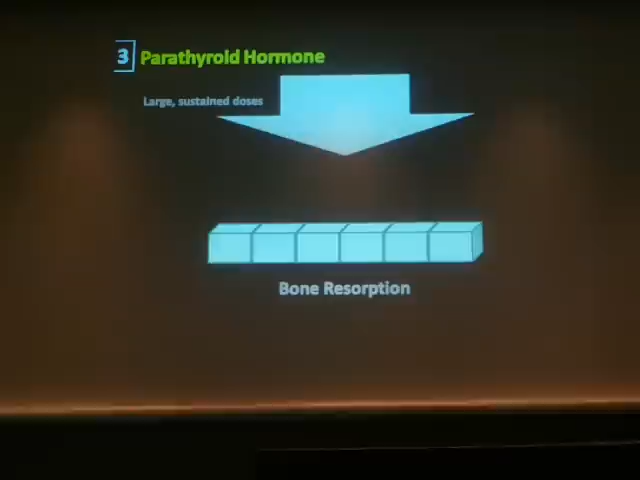 3 Parathyroid Hormone
Large, sustained doses
Bone Resorption